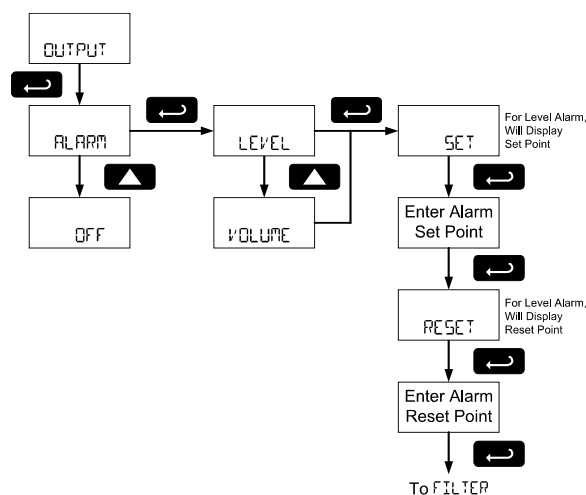 OUTPUT
ALARM
OFF
LEVEL
VOLUME
SET
For Level Alarm,
Will Display
Set Point
Enter Alarm
Set Point
RESET
For Level Alarm,
Will Display
Reset Point
Enter Alarm
Reset Point
To FILTER